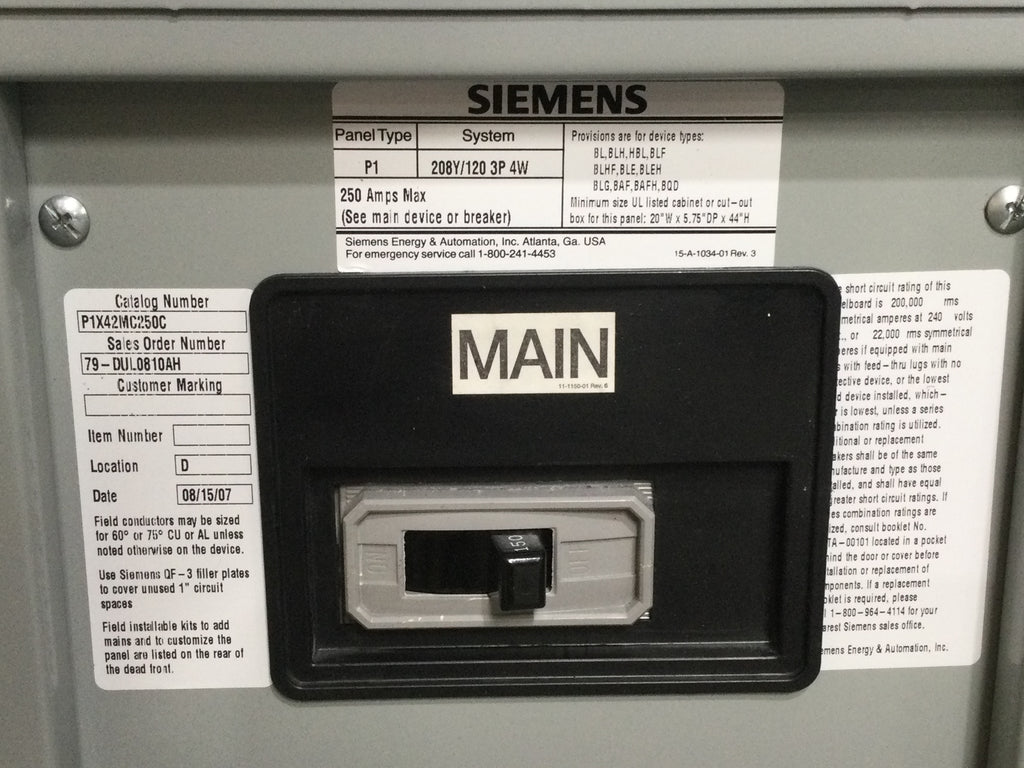 SIEMENS
Panel Type
System
P1
208Y/120 3P 4W
250 Amps Max
(See main device or breaker)
Provisions are for device types:
BL,BLH,HBL,BLF
BLHF,BLE,BLEH
BLG,BAF,BAFH,BQD
Minimum size UL listed cabinet or cut-out
box for this panel: 20"W x 5.75"DP x 44"H
Siemens Energy & Automation, Inc. Atlanta, Ga. USA
For emergency service call 1-800-241-4453
15-A-1034-01 Rev. 3
Catalog Number
P1X42MC250C
Sales Order Number
79-DUL0810AH
Customer Marking
Item Number
Location D
Date 08/15/07
Field conductors may be sized
for 60° or 75° CU or AL unless
noted otherwise on the device.
Use Siemens QF-3 filler plates
to cover unused 1" circuit
spaces
Field installable kits to add
mains and to customize the
panel are listed on the rear of
the dead front.
MAIN
11-1150-01 Rev. 6
ON
150
OFF
short circuit rating of this
elboard is 200,000 rms
metrical amperes at 240 volts
., or 22,000 rms symmetrical
eres if equipped with main
s with feed-thru lugs with no
ective device, or the lowest
d device installed, which-
r is lowest, unless a series
bination rating is utilized.
itional or replacement
akers shall be of the same
nufacture and type as those
alled, and shall have equal
reater short circuit ratings. If
es combination ratings are
ized, consult booklet No.
TA-00101 located in a pocket
ind the door or cover before
tallation or replacement of
mponents. If a replacement
oklet is required, please
1-800-964-4114 for your
arest Siemens sales office.
emens Energy & Automation, Inc.